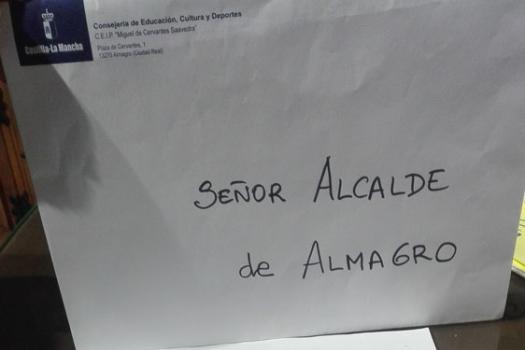 Castilla-La Mancha
Consejería de Educación, Cultura y Deportes
C.E.I.P. "Miguel de Cervantes Saavedra"
Plaza de Cervantes, 1
13270 Almagro (Ciudad Real)
SEÑOR ALCALDE
de ALMAGRO